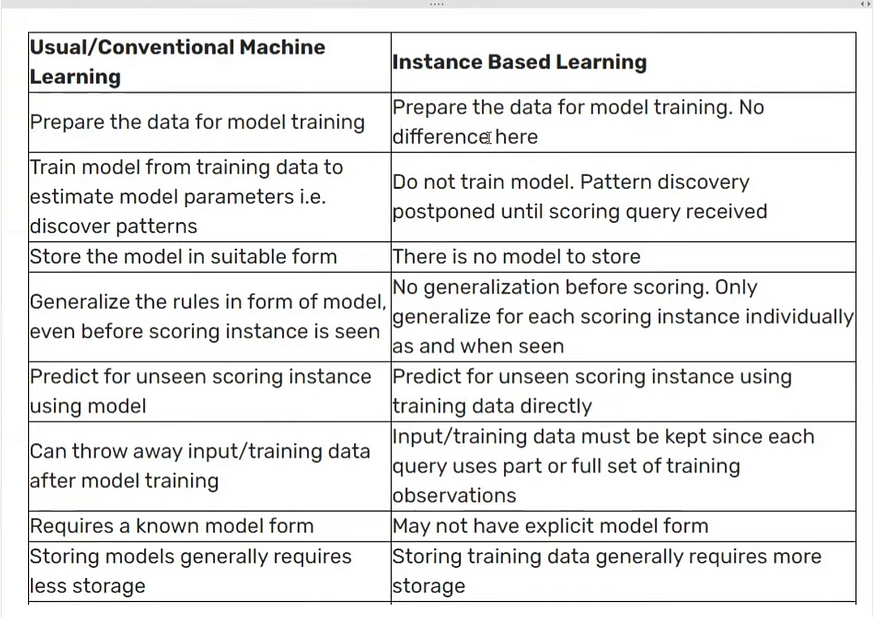 Usual/Conventional Machine
Learning
Instance Based Learning
Prepare the data for model training
Prepare the data for model training. No
difference here
Train model from training data to
estimate model parameters i.e.
discover patterns
Do not train model. Pattern discovery
postponed until scoring query received
Store the model in suitable form
There is no model to store
Generalize the rules in form of model,
even before scoring instance is seen
No generalization before scoring. Only
generalize for each scoring instance individually
as and when seen
Predict for unseen scoring instance
using model
Predict for unseen scoring instance using
training data directly
Can throw away input/training data
after model training
Input/training data must be kept since each
query uses part or full set of training
observations
Requires a known model form
May not have explicit model form
Storing models generally requires
less storage
Storing training data generally requires more
storage